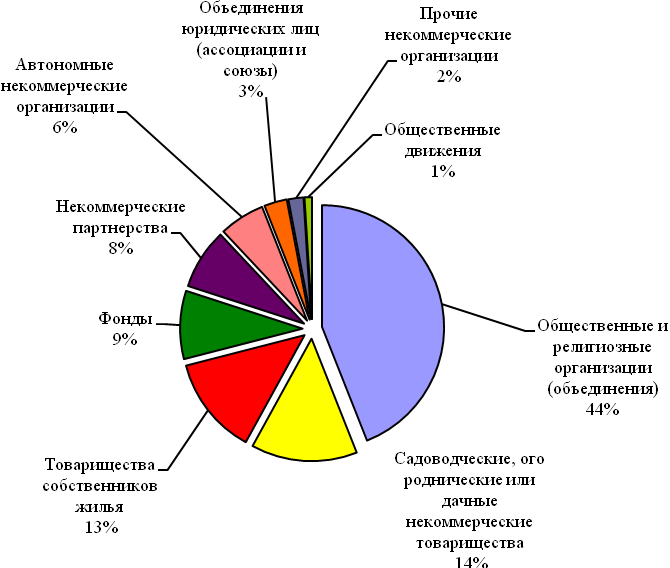 Объединения
юридических лиц
(ассоциации и
союзы)
3%
Прочие
некоммерческие
организации
2%
Автономные
некоммерческие
организации
6%
Общественные
движения
1%
Некоммерческие
партнерства
8%
Фонды
9%
Общественные и
религиозные
организации
(объединения)
44%
Товарищества
собственников
жилья
13%
Садоводческие, ого
роднические или
дачные
некоммерческие
товарищества
14%